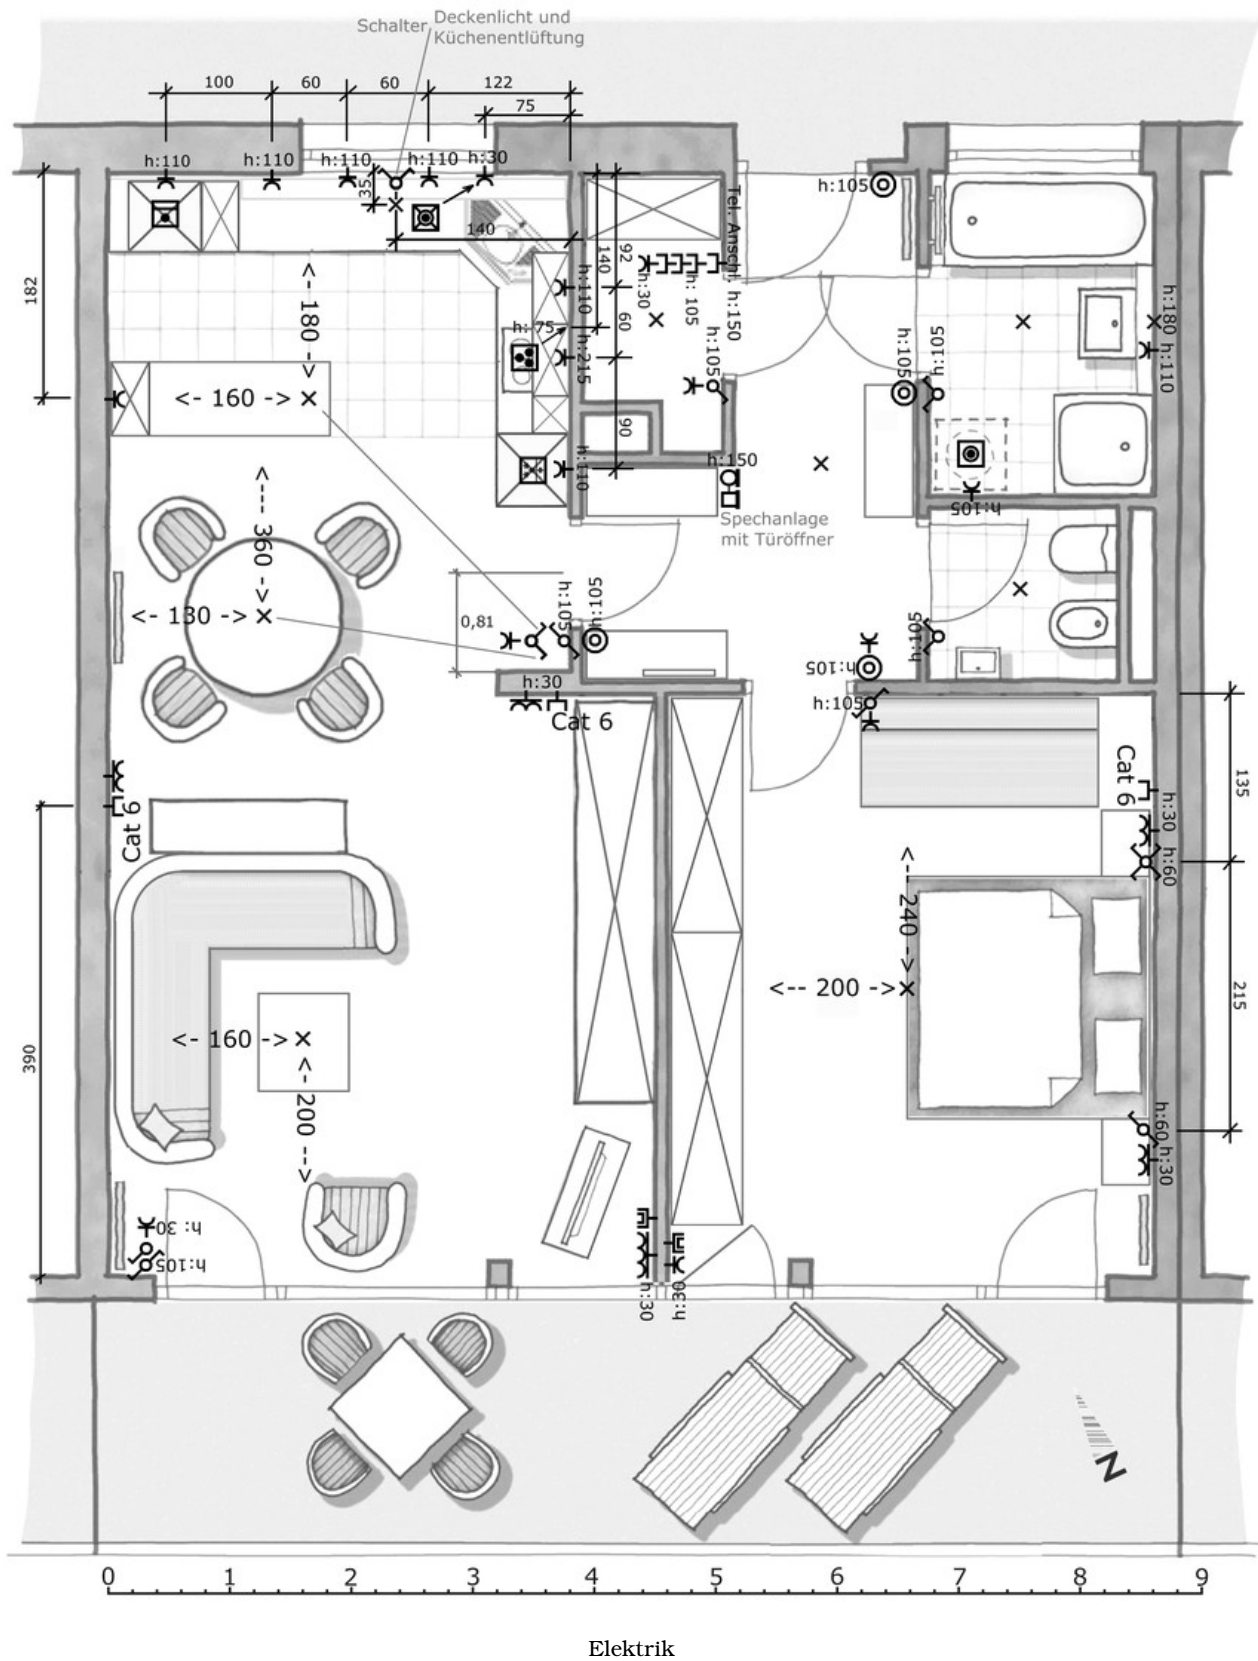 Schalter
Deckenlicht und
Küchenentlüftung
100
60
60
122
75
h:110
h:110
h:110
h:110
h:30
35
140
182
<- 180 ->
<- 160 ->
h:110
h: 75
h:215
h:110
140
92
60
90
h:30
h: 105
Tel. Anschl. h:150
h:105
h:105
h:105
h:105
h:180
h:110
h:105
h:150
Spechanlage
mit Türöffner
<--- 360 ->
<- 130 ->
0,81
h:105
h:105
h:30
Cat 6
h:105
h:105
h:105
Cat 6
h:30
h:60
135
215
Cat 6
390
<-- 240 ->
<-- 200 ->
<- 160 ->
<- 200 -->
h:60
h:30
h: 30
h:105
h:30
h:30
N
0 1 2 3 4 5 6 7 8 9
Elektrik